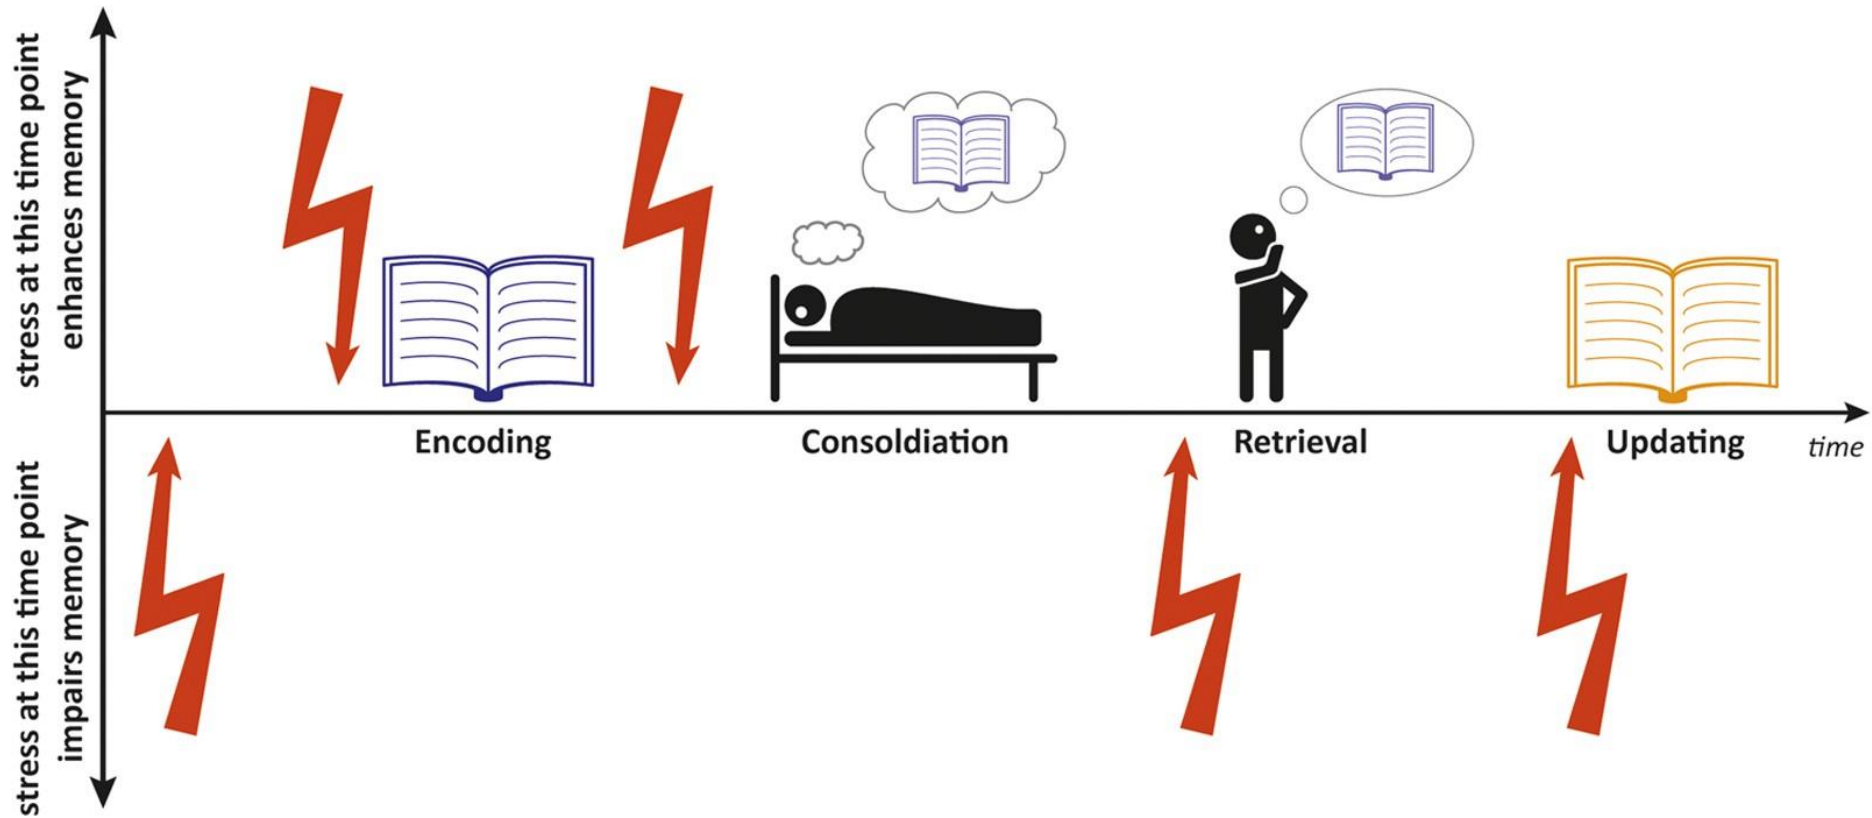 stress at this time point
enhances memory
Encoding
Consoldiation
Retrieval
Updating
time
stress at this time point
impairs memory